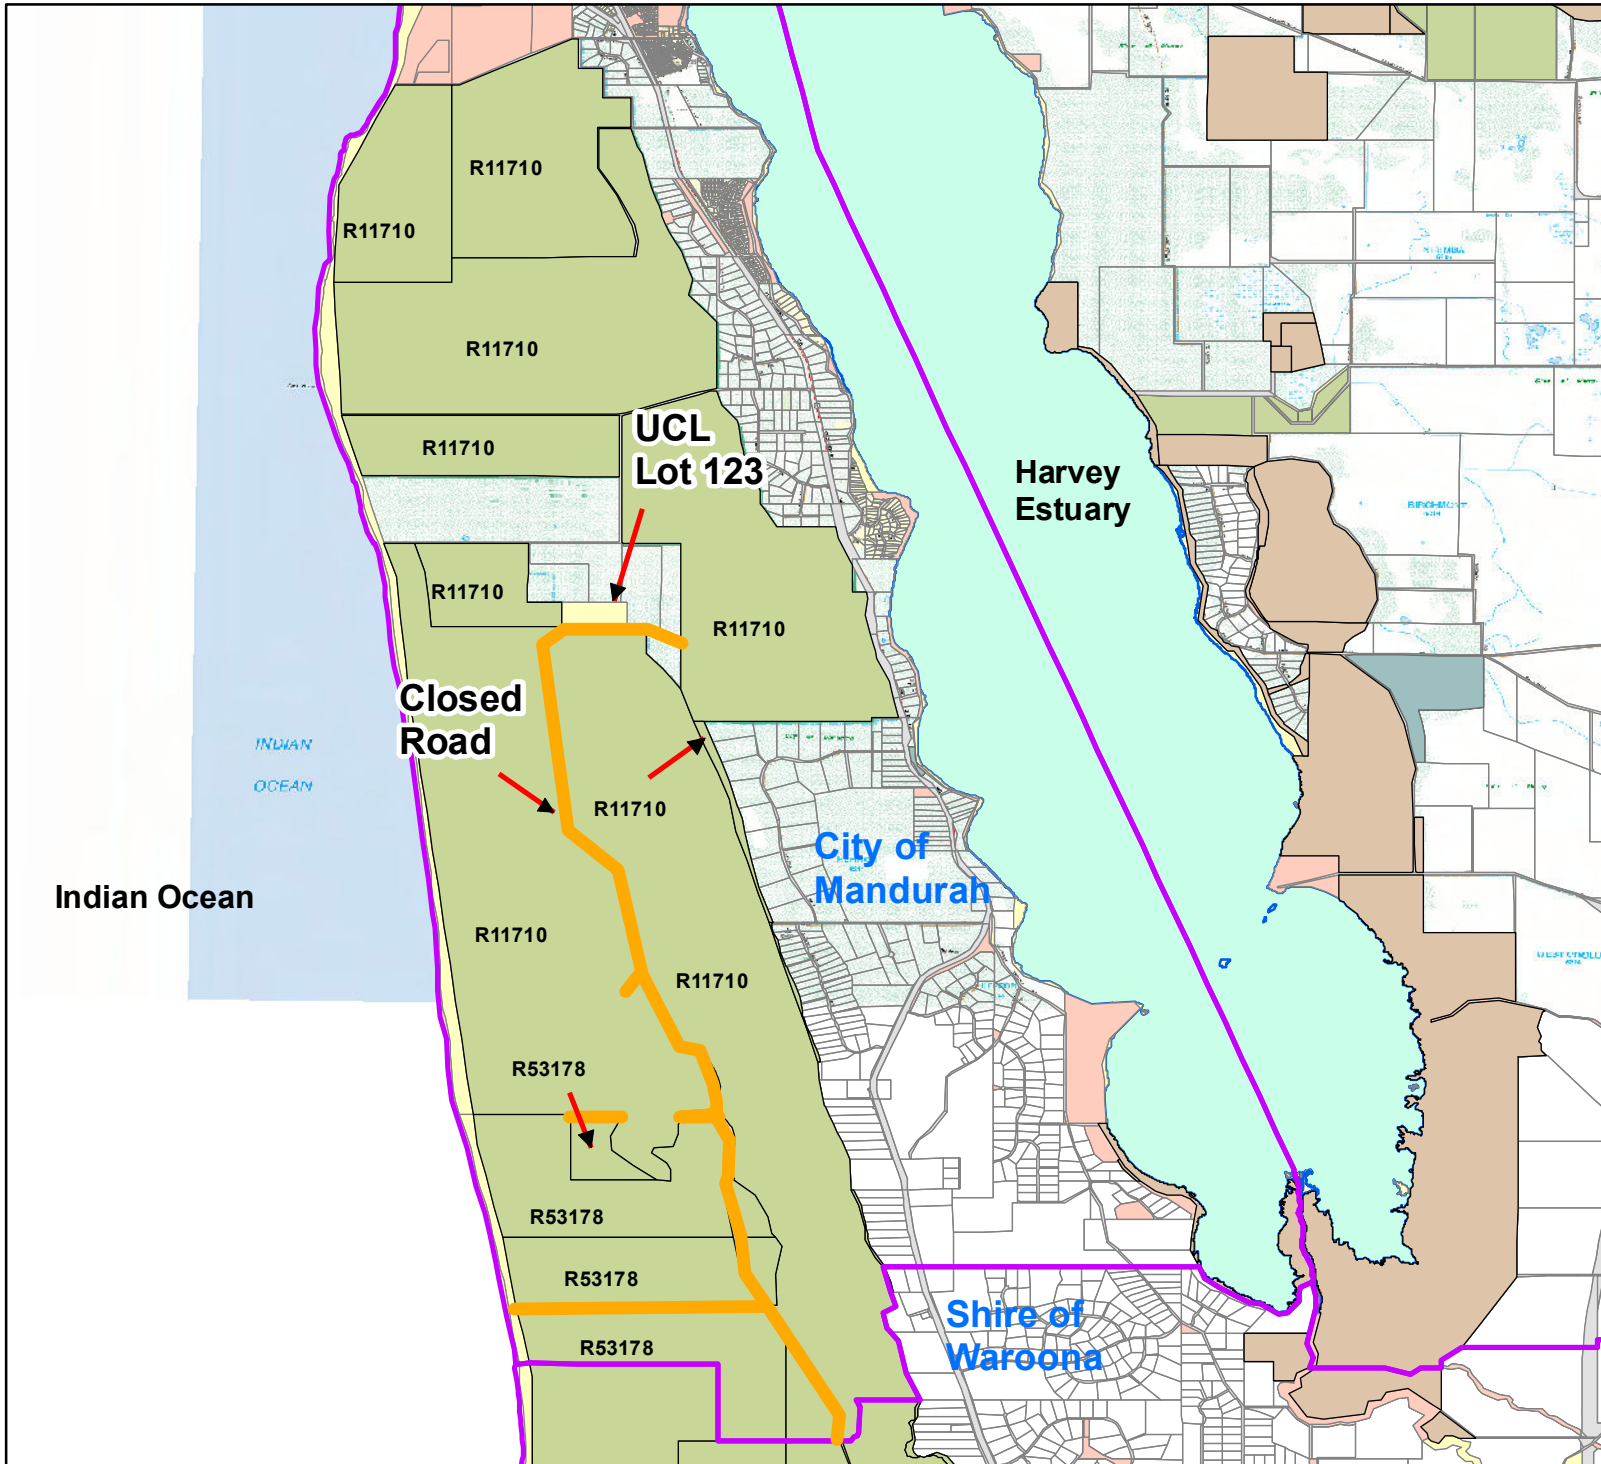 R11710
R11710
R11710
UCL
Lot 123
R11710
Harvey
Estuary
R11710
R11710
Closed
Road
INDIAN
OCEAN
R11710
City of
Mandurah
Indian Ocean
R11710
R11710
R53178
R53178
R53178
Shire of
Waroona
R53178